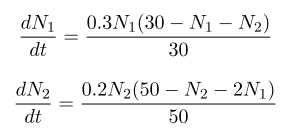 dN₁/dt = 0.3N₁(30 − N₁ − N₂)/30
dN₂/dt = 0.2N₂(50 − N₂ − 2N₁)/50